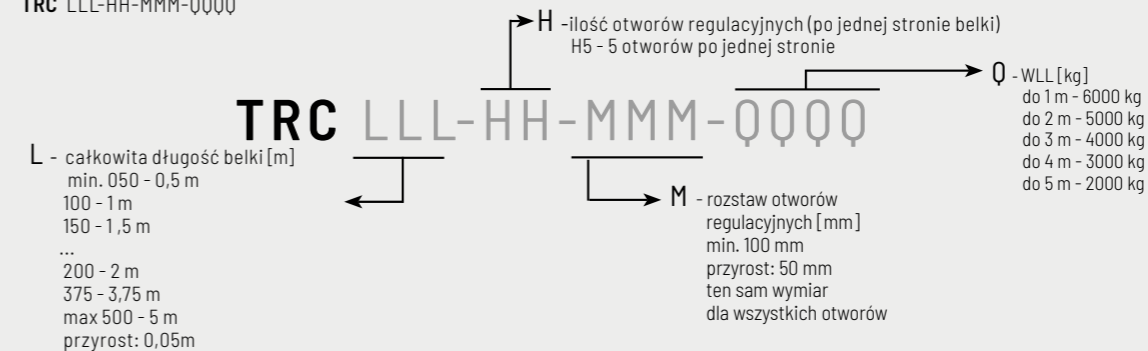 TRC LLL-HH-MMM-QQQQ
H -ilość otworów regulacyjnych (po jednej stronie belki)
H5 - 5 otworów po jednej stronie
TRC LLL-HH-MMM-QQQQ
Q - WLL [kg]
do 1 m - 6000 kg
do 2 m - 5000 kg
do 3 m - 4000 kg
do 4 m - 3000 kg
do 5 m - 2000 kg
L - całkowita długość belki [m]
min. 050 - 0,5 m
100 - 1 m
150 - 1,5 m
...
200 - 2 m
375 - 3,75 m
max 500 - 5 m
przyrost: 0,05m
M - rozstaw otworów
regulacyjnych [mm]
min. 100 mm
przyrost: 50 mm
ten sam wymiar
dla wszystkich otworów